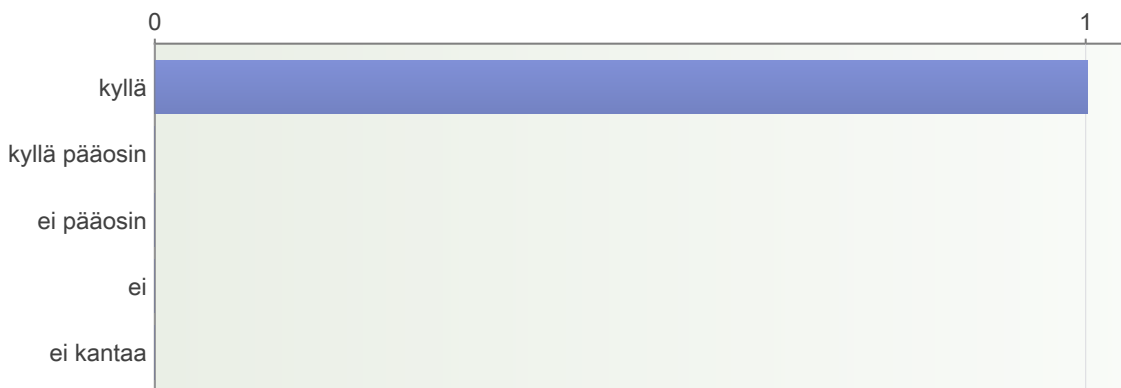 0 1
kyllä
kyllä pääosin
ei pääosin
ei
ei kantaa